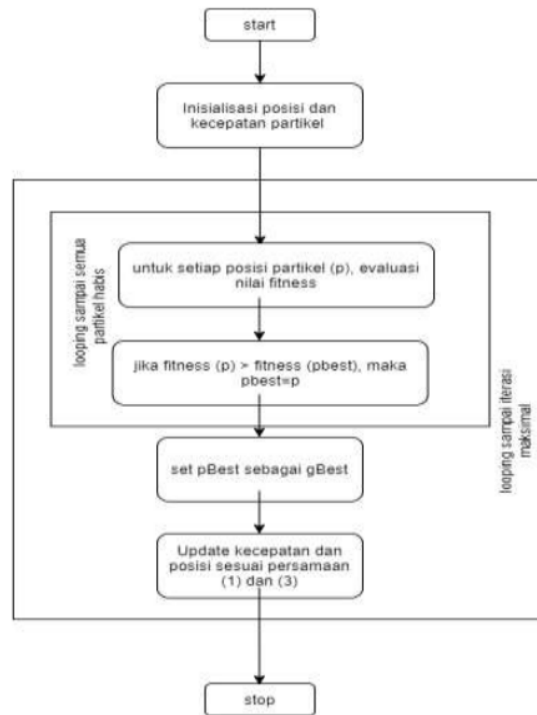 start
Inisialisasi posisi dan
kecepatan partikel
looping sampai semua
partikel habis
untuk setiap posisi partikel (p), evaluasi
nilai fitness
jika fitness (p) > fitness (pbest), maka
pbest=p
looping sampai iterasi
maksimal
set pBest sebagai gBest
Update kecepatan dan
posisi sesuai persamaan
(1) dan (3)
stop